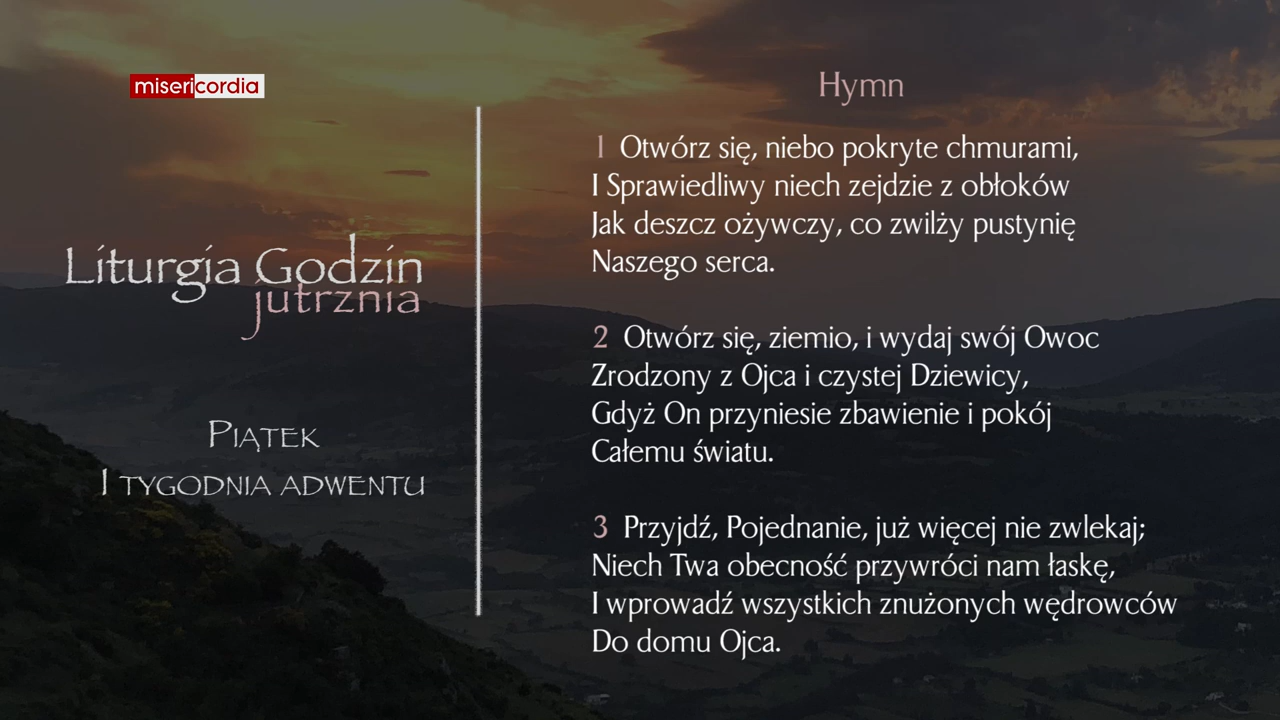 misericordia
Liturgia Godzin
jutrznia
Piątek
I tygodnia adwentu
Hymn
1 Otwórz się, niebo pokryte chmurami,
I Sprawiedliwy niech zejdzie z obłoków
Jak deszcz ożywczy, co zwilży pustynię
Naszego serca.
2 Otwórz się, ziemio, i wydaj swój Owoc
Zrodzony z Ojca i czystej Dziewicy,
Gdyż On przyniesie zbawienie i pokój
Całemu światu.
3 Przyjdź, Pojednanie, już więcej nie zwlekaj;
Niech Twa obecność przywróci nam łaskę,
I wprowadź wszystkich znużonych wędrowców
Do domu Ojca.